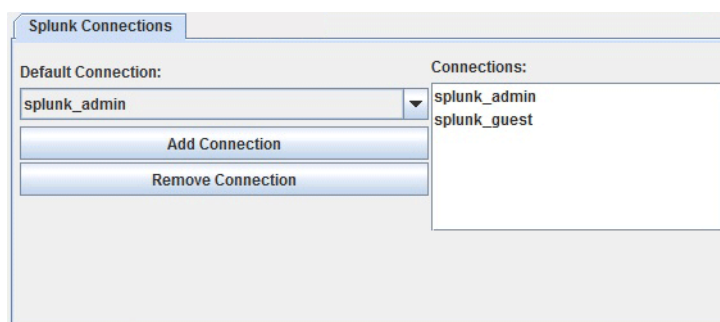 Splunk Connections
Default Connection:
splunk_admin
Add Connection
Remove Connection
Connections:
splunk_admin
splunk_guest